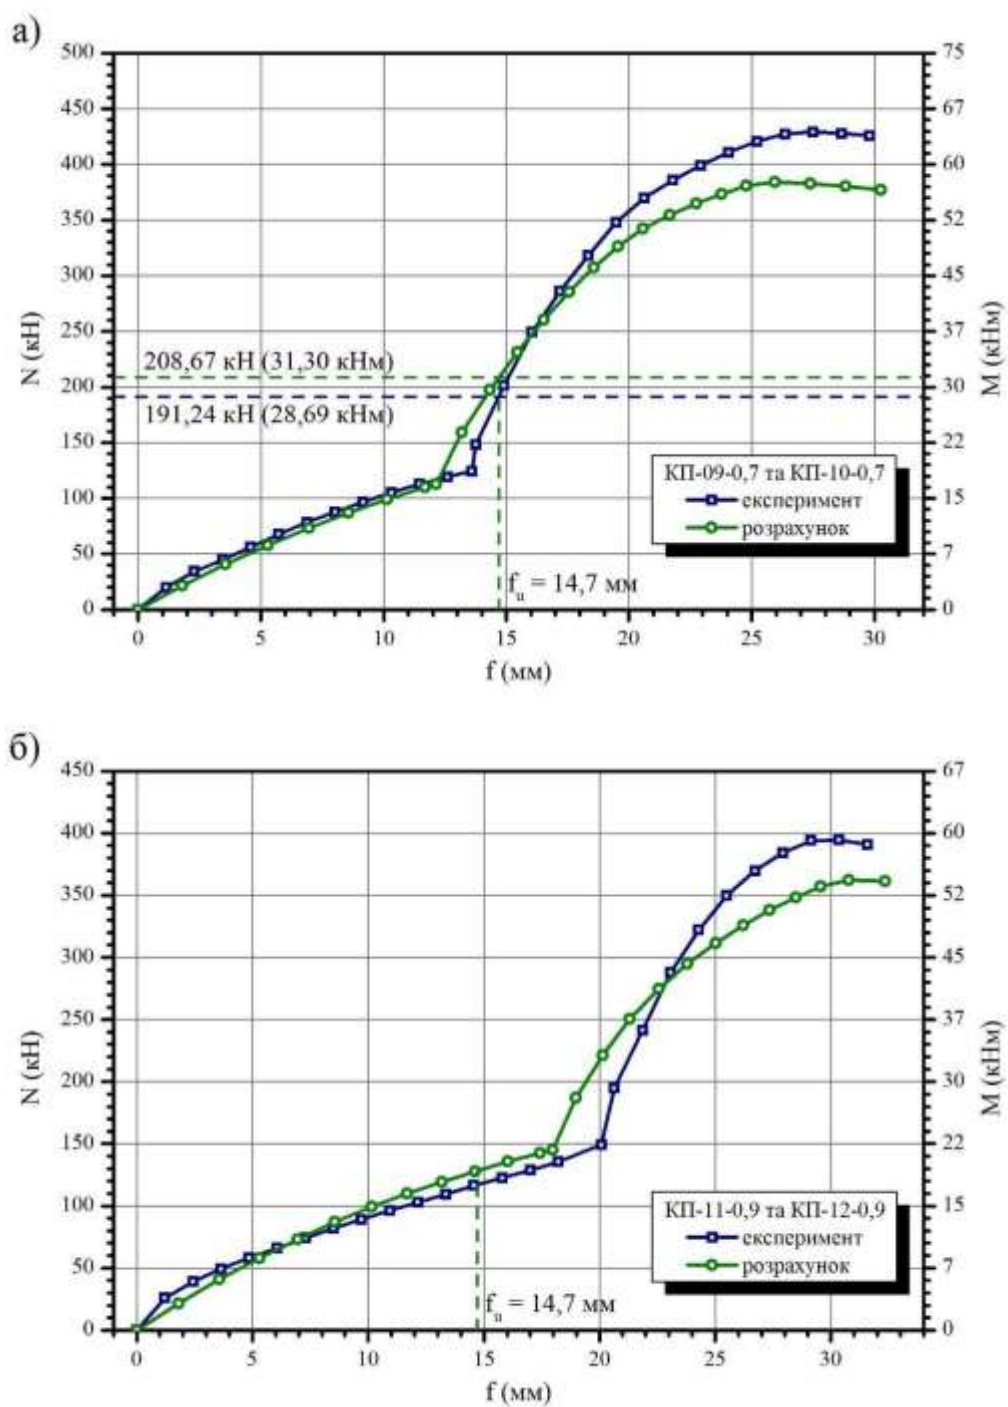 а)
500
450
400
350
300
250
200
150
100
50
0
N (кН)
75
67
60
52
45
37
30
22
15
7
0
М (кНм)
208,67 кН (31,30 кНм)
191,24 кН (28,69 кНм)
КП-09-0,7 та КП-10-0,7
експеримент
розрахунок
fu = 14,7 мм
0 5 10 15 20 25 30
f (мм)
б)
450
400
350
300
250
200
150
100
50
0
N (кН)
67
60
52
45
37
30
22
15
7
0
М (кНм)
КП-11-0,9 та КП-12-0,9
експеримент
розрахунок
fu = 14,7 мм
0 5 10 15 20 25 30
f (мм)